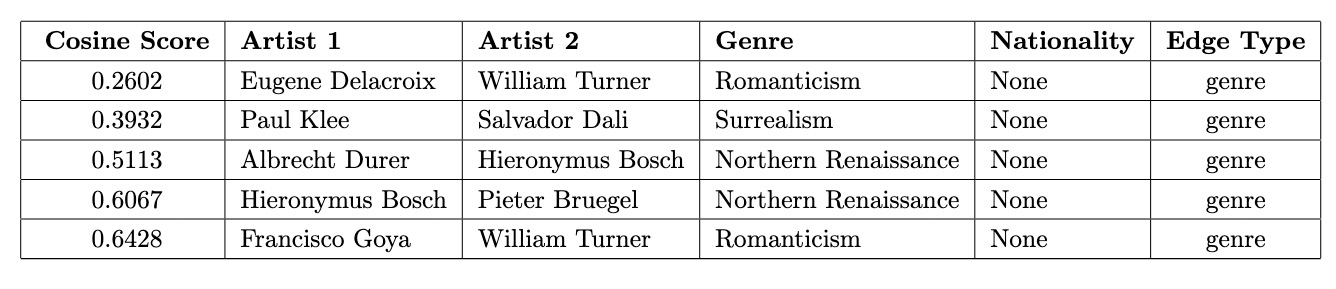 Cosine Score Artist 1 Artist 2 Genre Nationality Edge Type
0.2602 Eugene Delacroix William Turner Romanticism None genre
0.3932 Paul Klee Salvador Dali Surrealism None genre
0.5113 Albrecht Durer Hieronymus Bosch Northern Renaissance None genre
0.6067 Hieronymus Bosch Pieter Bruegel Northern Renaissance None genre
0.6428 Francisco Goya William Turner Romanticism None genre